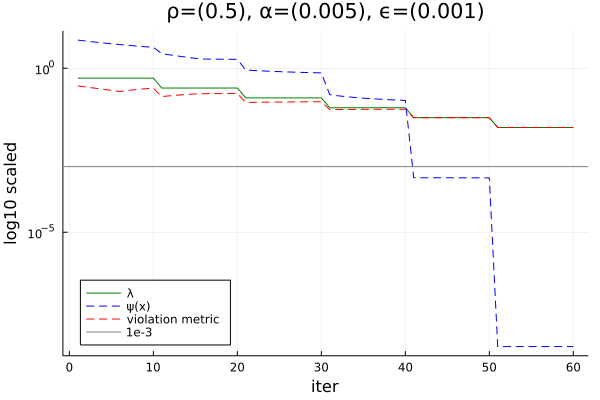 ρ=(0.5), α=(0.005), ϵ=(0.001)
log10 scaled
10⁰
10⁻⁵
λ
ψ(x)
violation metric
1e-3
0 10 20 30 40 50 60
iter